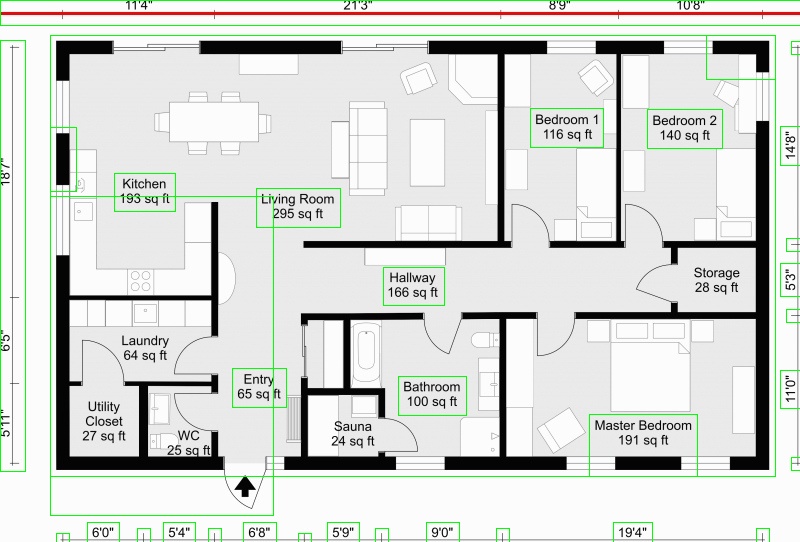 11'4" 21'3" 8'9" 10'8"
18'7"
14'8"
Bedroom 1
116 sq ft
Bedroom 2
140 sq ft
Kitchen
193 sq ft
Living Room
295 sq ft
Hallway
166 sq ft
Storage
28 sq ft
5'3"
Laundry
64 sq ft
6'5"
Entry
65 sq ft
Bathroom
100 sq ft
11'0"
Utility
Closet
27 sq ft
WC
25 sq ft
Sauna
24 sq ft
Master Bedroom
191 sq ft
5'11"
6'0" 5'4" 6'8" 5'9" 9'0" 19'4"